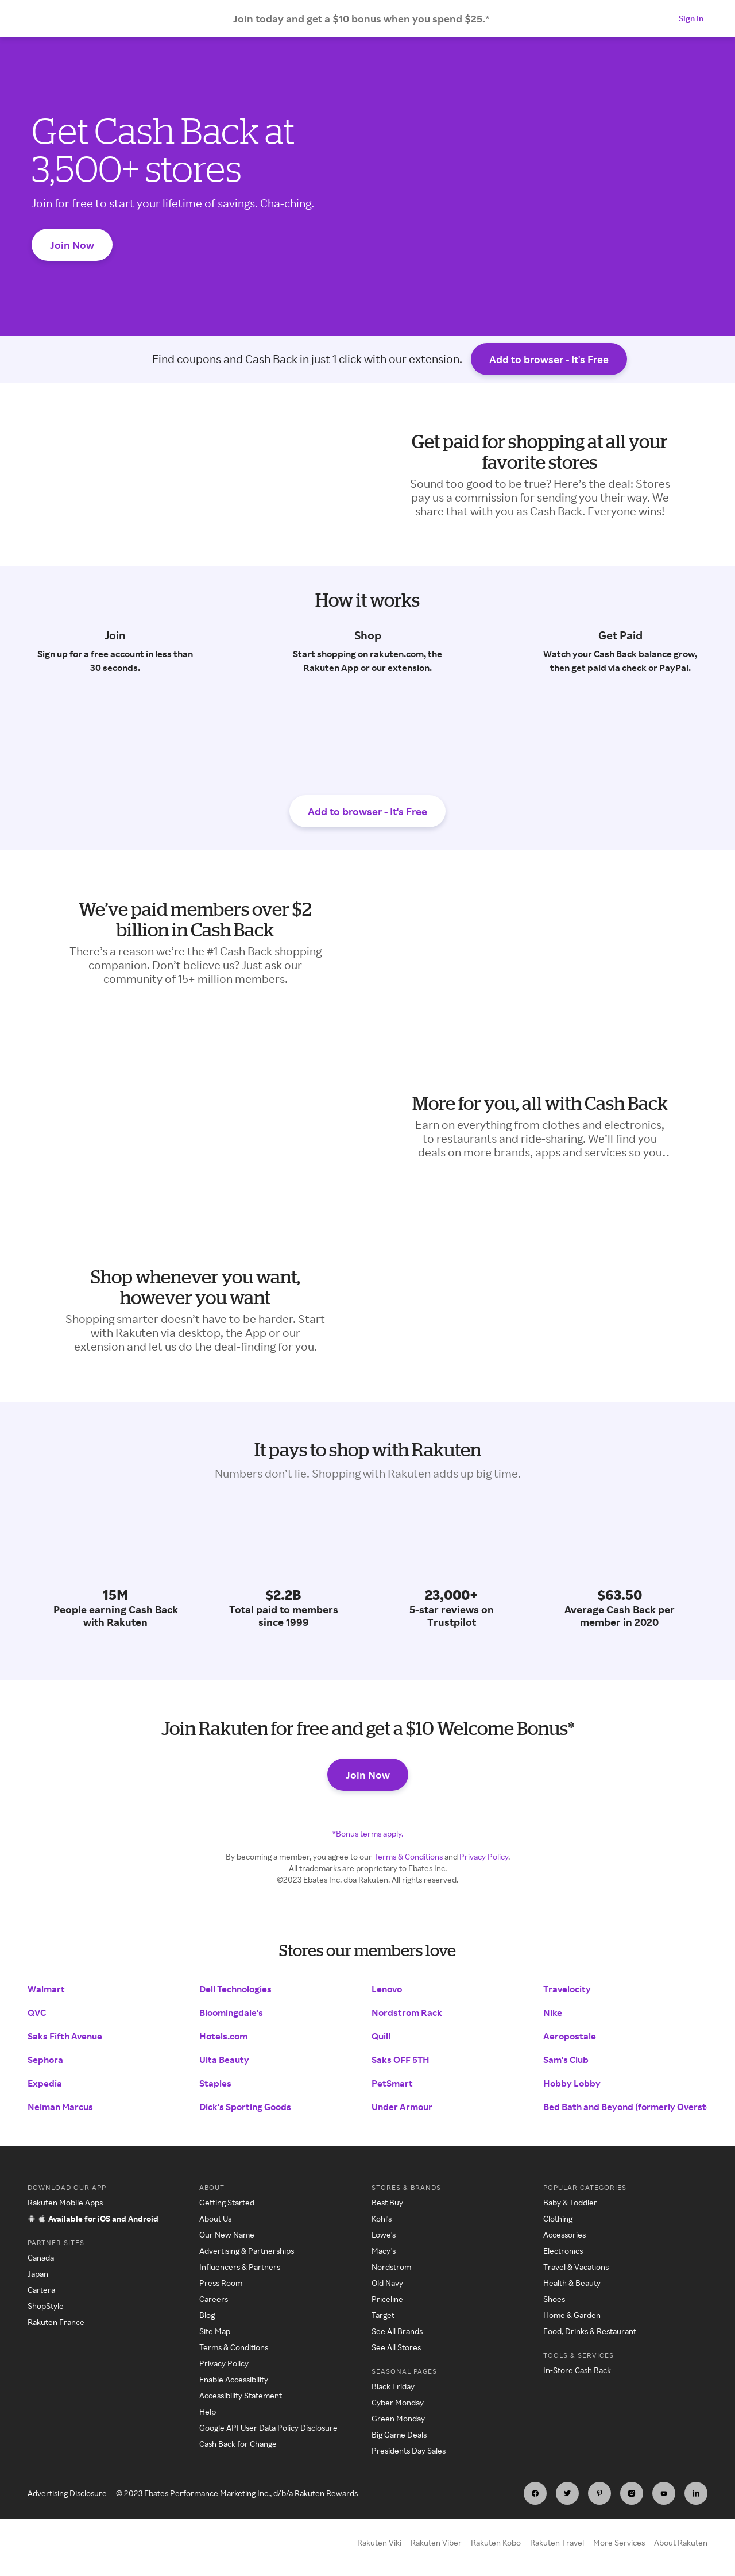 Join today and get a $10 bonus when you spend $25.*
Sign In
Get Cash Back at
3,500+ stores
Join for free to start your lifetime of savings. Cha-ching.
Join Now
Find coupons and Cash Back in just 1 click with our extension.
Add to browser - It's Free
Get paid for shopping at all your
favorite stores
Sound too good to be true? Here's the deal: Stores
pay us a commission for sending you their way. We
share that with you as Cash Back. Everyone wins!
How it works
Join
Sign up for a free account in less than
30 seconds.
Shop
Start shopping on rakuten.com, the
Rakuten App or our extension.
Get Paid
Watch your Cash Back balance grow,
then get paid via check or PayPal.
Add to browser - It's Free
We've paid members over $2
billion in Cash Back
There's a reason we're the #1 Cash Back shopping
companion. Don't believe us? Just ask our
community of 15+ million members.
More for you, all with Cash Back
Earn on everything from clothes and electronics,
to restaurants and ride-sharing. We'll find you
deals on more brands, apps and services so you..
Shop whenever you want,
however you want
Shopping smarter doesn't have to be harder. Start
with Rakuten via desktop, the App or our
extension and let us do the deal-finding for you.
It pays to shop with Rakuten
Numbers don't lie. Shopping with Rakuten adds up big time.
15M
People earning Cash Back
with Rakuten
$2.2B
Total paid to members
since 1999
23,000+
5-star reviews on
Trustpilot
$63.50
Average Cash Back per
member in 2020
Join Rakuten for free and get a $10 Welcome Bonus*
Join Now
*Bonus terms apply.
By becoming a member, you agree to our Terms & Conditions and Privacy Policy.
All trademarks are proprietary to Ebates Inc.
©2023 Ebates Inc. dba Rakuten. All rights reserved.
Stores our members love
Walmart
Dell Technologies
Lenovo
Travelocity
QVC
Bloomingdale's
Nordstrom Rack
Nike
Saks Fifth Avenue
Hotels.com
Quill
Aeropostale
Sephora
Ulta Beauty
Saks OFF 5TH
Sam's Club
Expedia
Staples
PetSmart
Hobby Lobby
Neiman Marcus
Dick's Sporting Goods
Under Armour
Bed Bath and Beyond (formerly Overst
DOWNLOAD OUR APP
Rakuten Mobile Apps
Available for iOS and Android
PARTNER SITES
Canada
Japan
Cartera
ShopStyle
Rakuten France
ABOUT
Getting Started
About Us
Our New Name
Advertising & Partnerships
Influencers & Partners
Press Room
Careers
Blog
Site Map
Terms & Conditions
Privacy Policy
Enable Accessibility
Accessibility Statement
Help
Google API User Data Policy Disclosure
Cash Back for Change
STORES & BRANDS
Best Buy
Kohl's
Lowe's
Macy's
Nordstrom
Old Navy
Priceline
Target
See All Brands
See All Stores
SEASONAL PAGES
Black Friday
Cyber Monday
Green Monday
Big Game Deals
Presidents Day Sales
POPULAR CATEGORIES
Baby & Toddler
Clothing
Accessories
Electronics
Travel & Vacations
Health & Beauty
Shoes
Home & Garden
Food, Drinks & Restaurant
TOOLS & SERVICES
In-Store Cash Back
Advertising Disclosure
© 2023 Ebates Performance Marketing Inc., d/b/a Rakuten Rewards
Rakuten Viki
Rakuten Viber
Rakuten Kobo
Rakuten Travel
More Services
About Rakuten